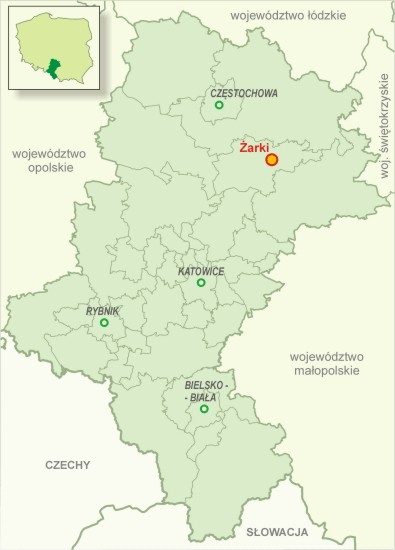 województwo łódzkie
CZĘSTOCHOWA
woj. świętokrzyskie
Żarki
województwo
opolskie
KATOWICE
RYBNIK
województwo
małopolskie
BIELSKO -
- BIAŁA
CZECHY
SŁOWACJA